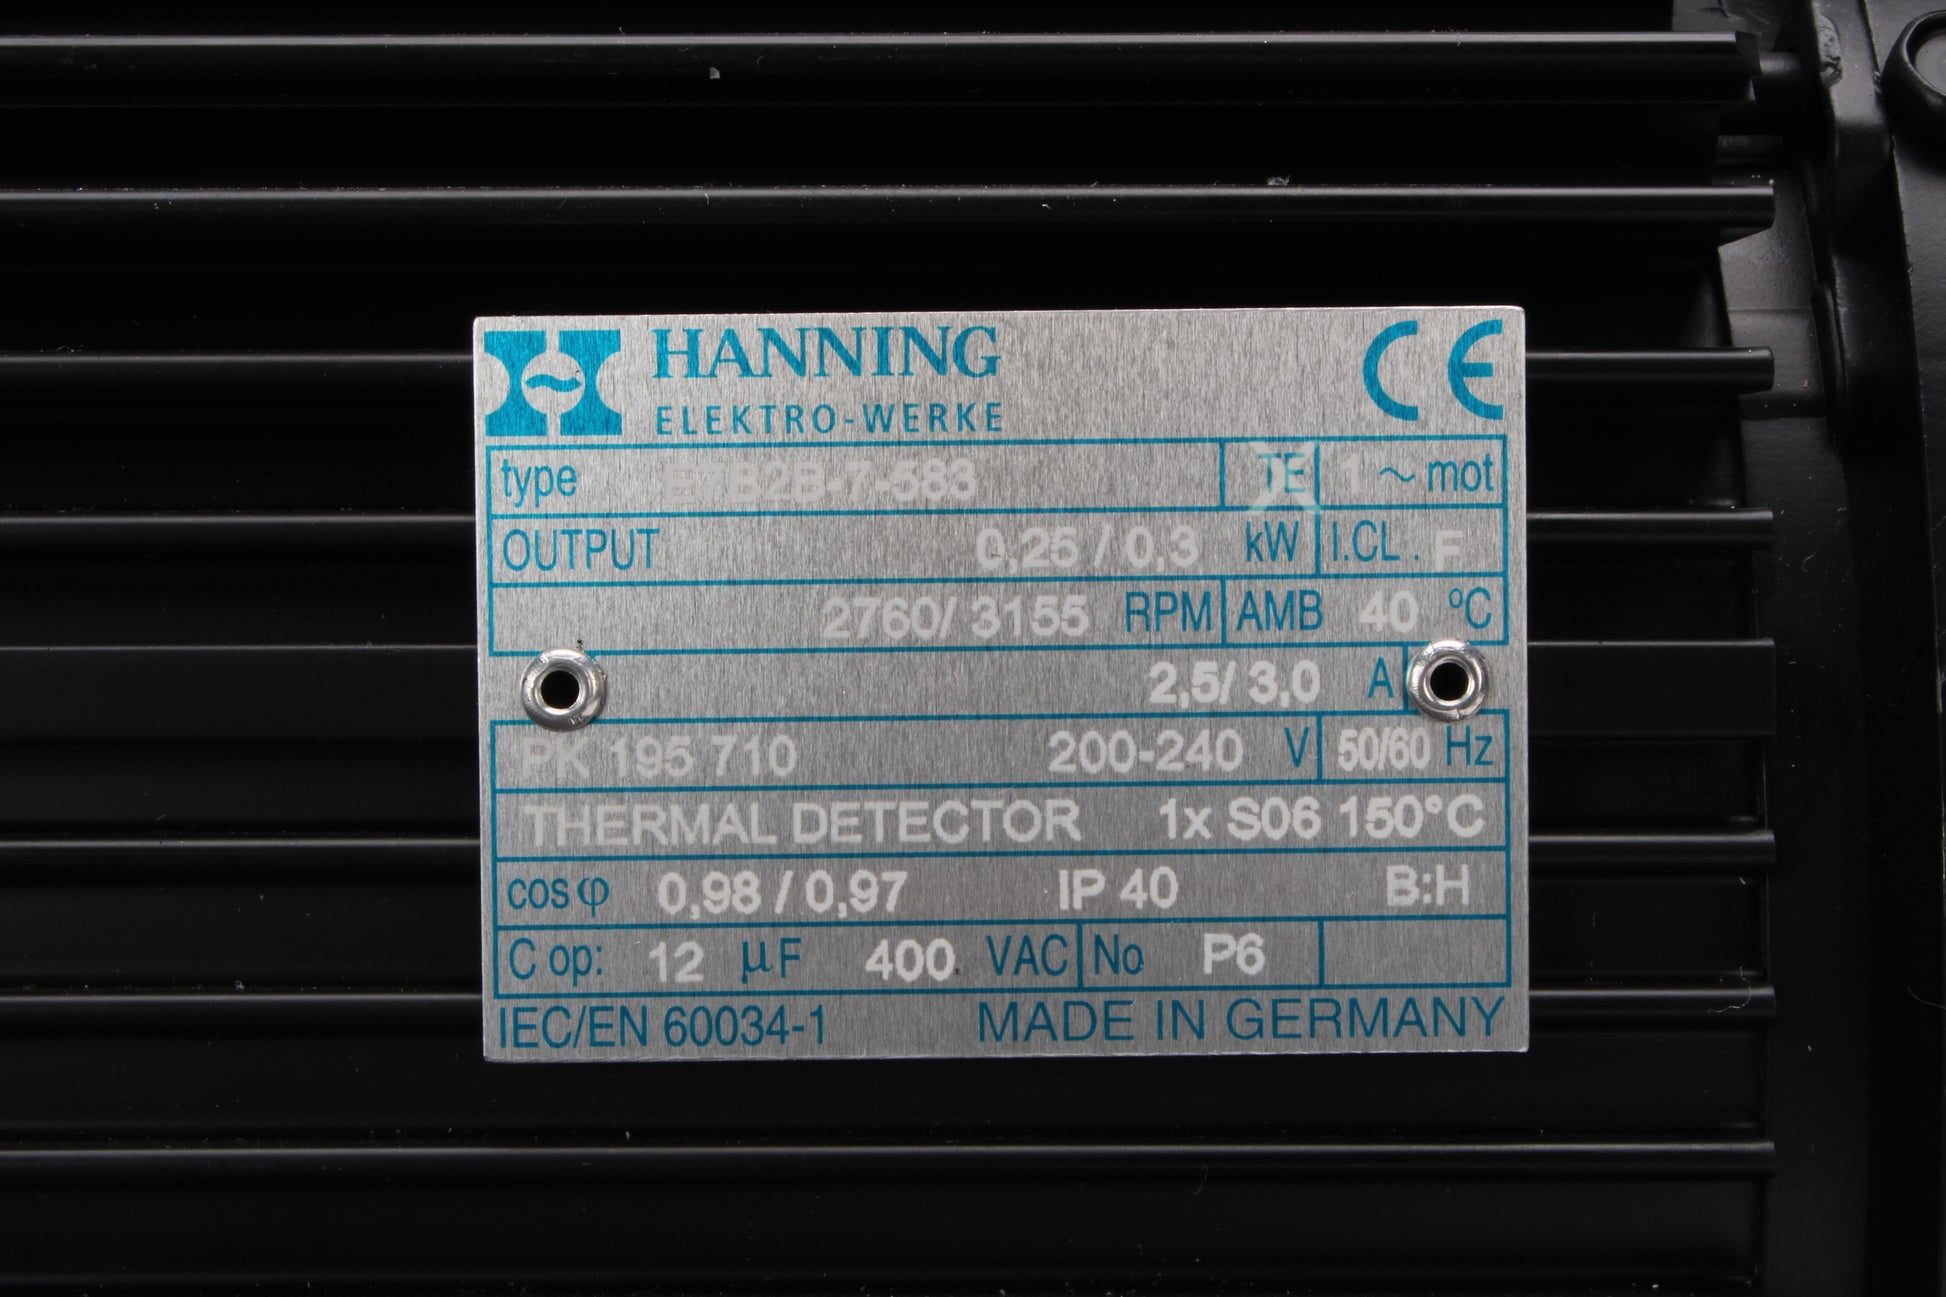 HANNING
ELEKTRO-WERKE
CE
type E7B2B-7-583 TE 1 ~ mot
OUTPUT 0,25 / 0,3 kW I.CL. F
2760/ 3155 RPM AMB 40 °C
2,5/ 3,0 A
PK 195 710 200-240 V 50/60 Hz
THERMAL DETECTOR 1x S06 150°C
cos φ 0,98 / 0,97 IP 40 B:H
C op: 12 µF 400 VAC No P6
IEC/EN 60034-1 MADE IN GERMANY